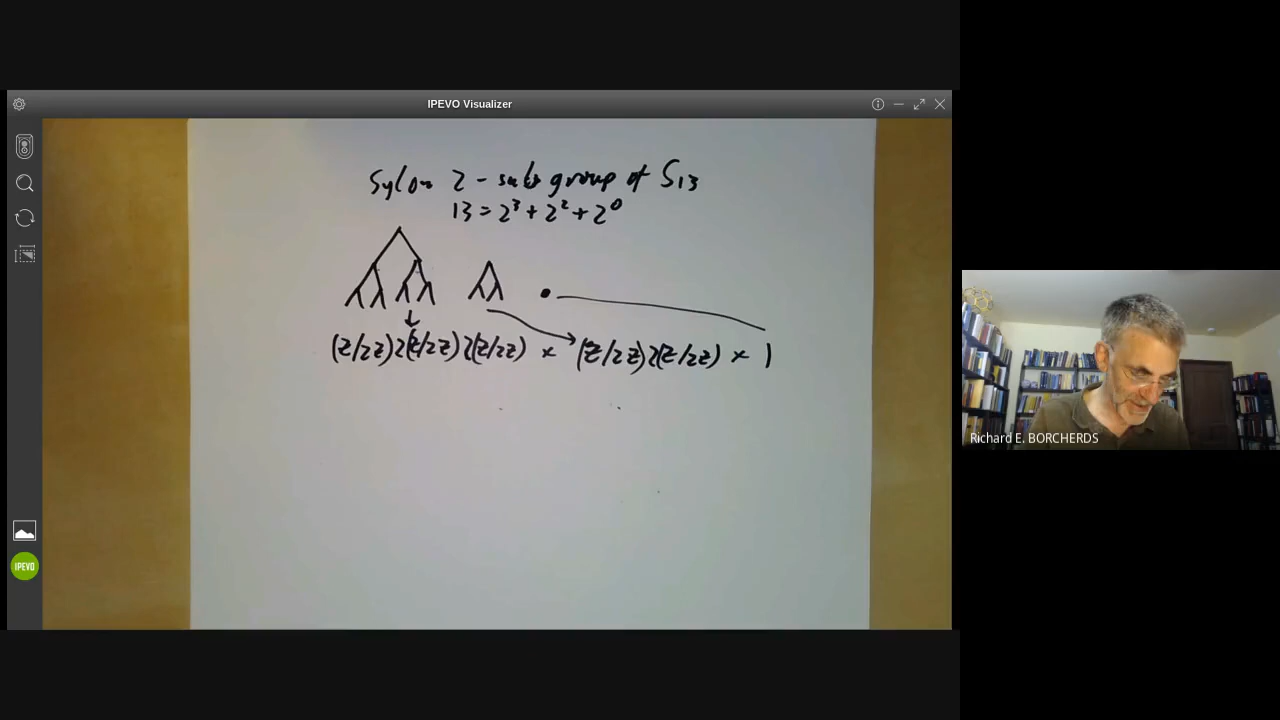 IPEVO Visualizer
Sylow 2-subgroup of S₁₃
13 = 2³ + 2² + 2⁰
(Z/2Z)≀(Z/2Z)≀(Z/2Z) × (Z/2Z)≀(Z/2Z) × 1
Richard E. BORCHERDS
IPEVO